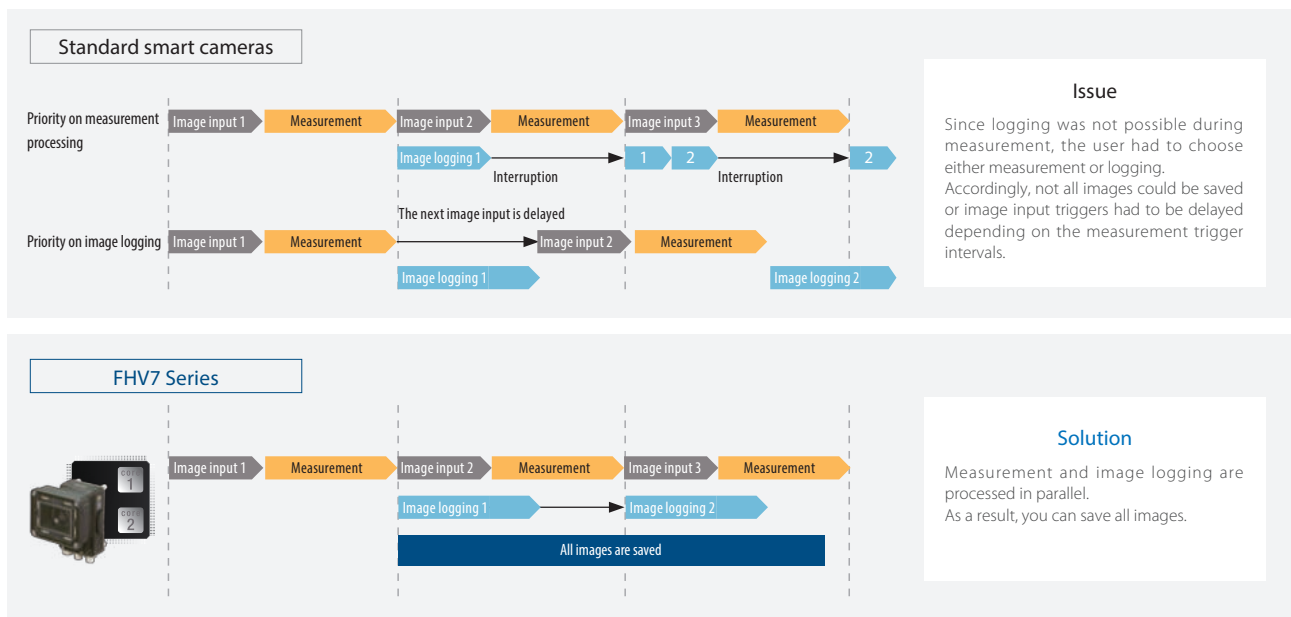 Standard smart cameras
Priority on measurement
processing
Image input 1
Measurement
Image input 2
Measurement
Image input 3
Measurement
Image logging 1
Interruption
1
2
Interruption
2
The next image input is delayed
Priority on image logging
Image input 1
Measurement
Image input 2
Measurement
Image logging 1
Image logging 2
Issue
Since logging was not possible during
measurement, the user had to choose
either measurement or logging.
Accordingly, not all images could be saved
or image input triggers had to be delayed
depending on the measurement trigger
intervals.
FHV7 Series
core
1
core
2
Image input 1
Measurement
Image input 2
Measurement
Image input 3
Measurement
Image logging 1
Image logging 2
All images are saved
Solution
Measurement and image logging are
processed in parallel.
As a result, you can save all images.